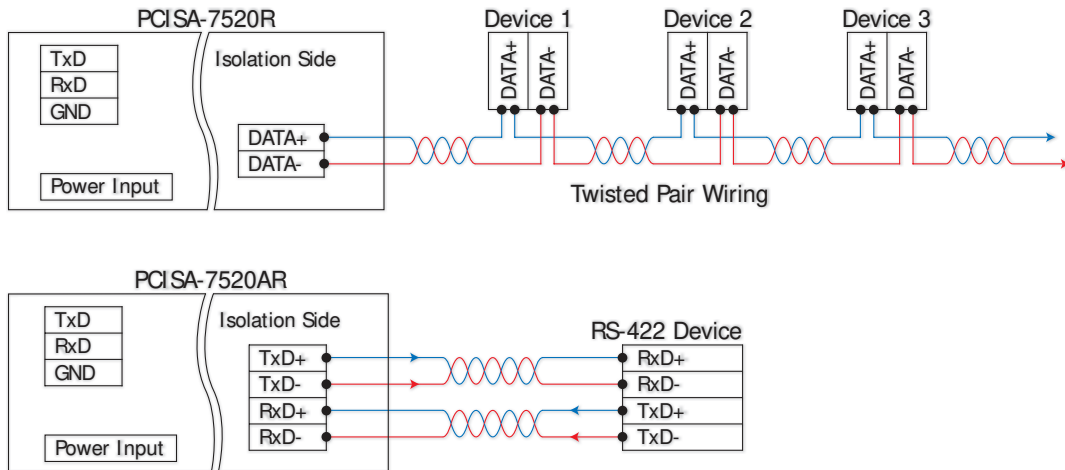 PCISA-7520R
Device 1 Device 2 Device 3
TxD
RxD
GND
Isolation Side
DATA+ DATA- DATA+ DATA- DATA+ DATA-
DATA+
DATA-
Power Input
Twisted Pair Wiring
PCISA-7520AR
TxD
RxD
GND
Isolation Side
RS-422 Device
TxD+ RxD+
TxD- RxD-
RxD+ TxD+
RxD- TxD-
Power Input